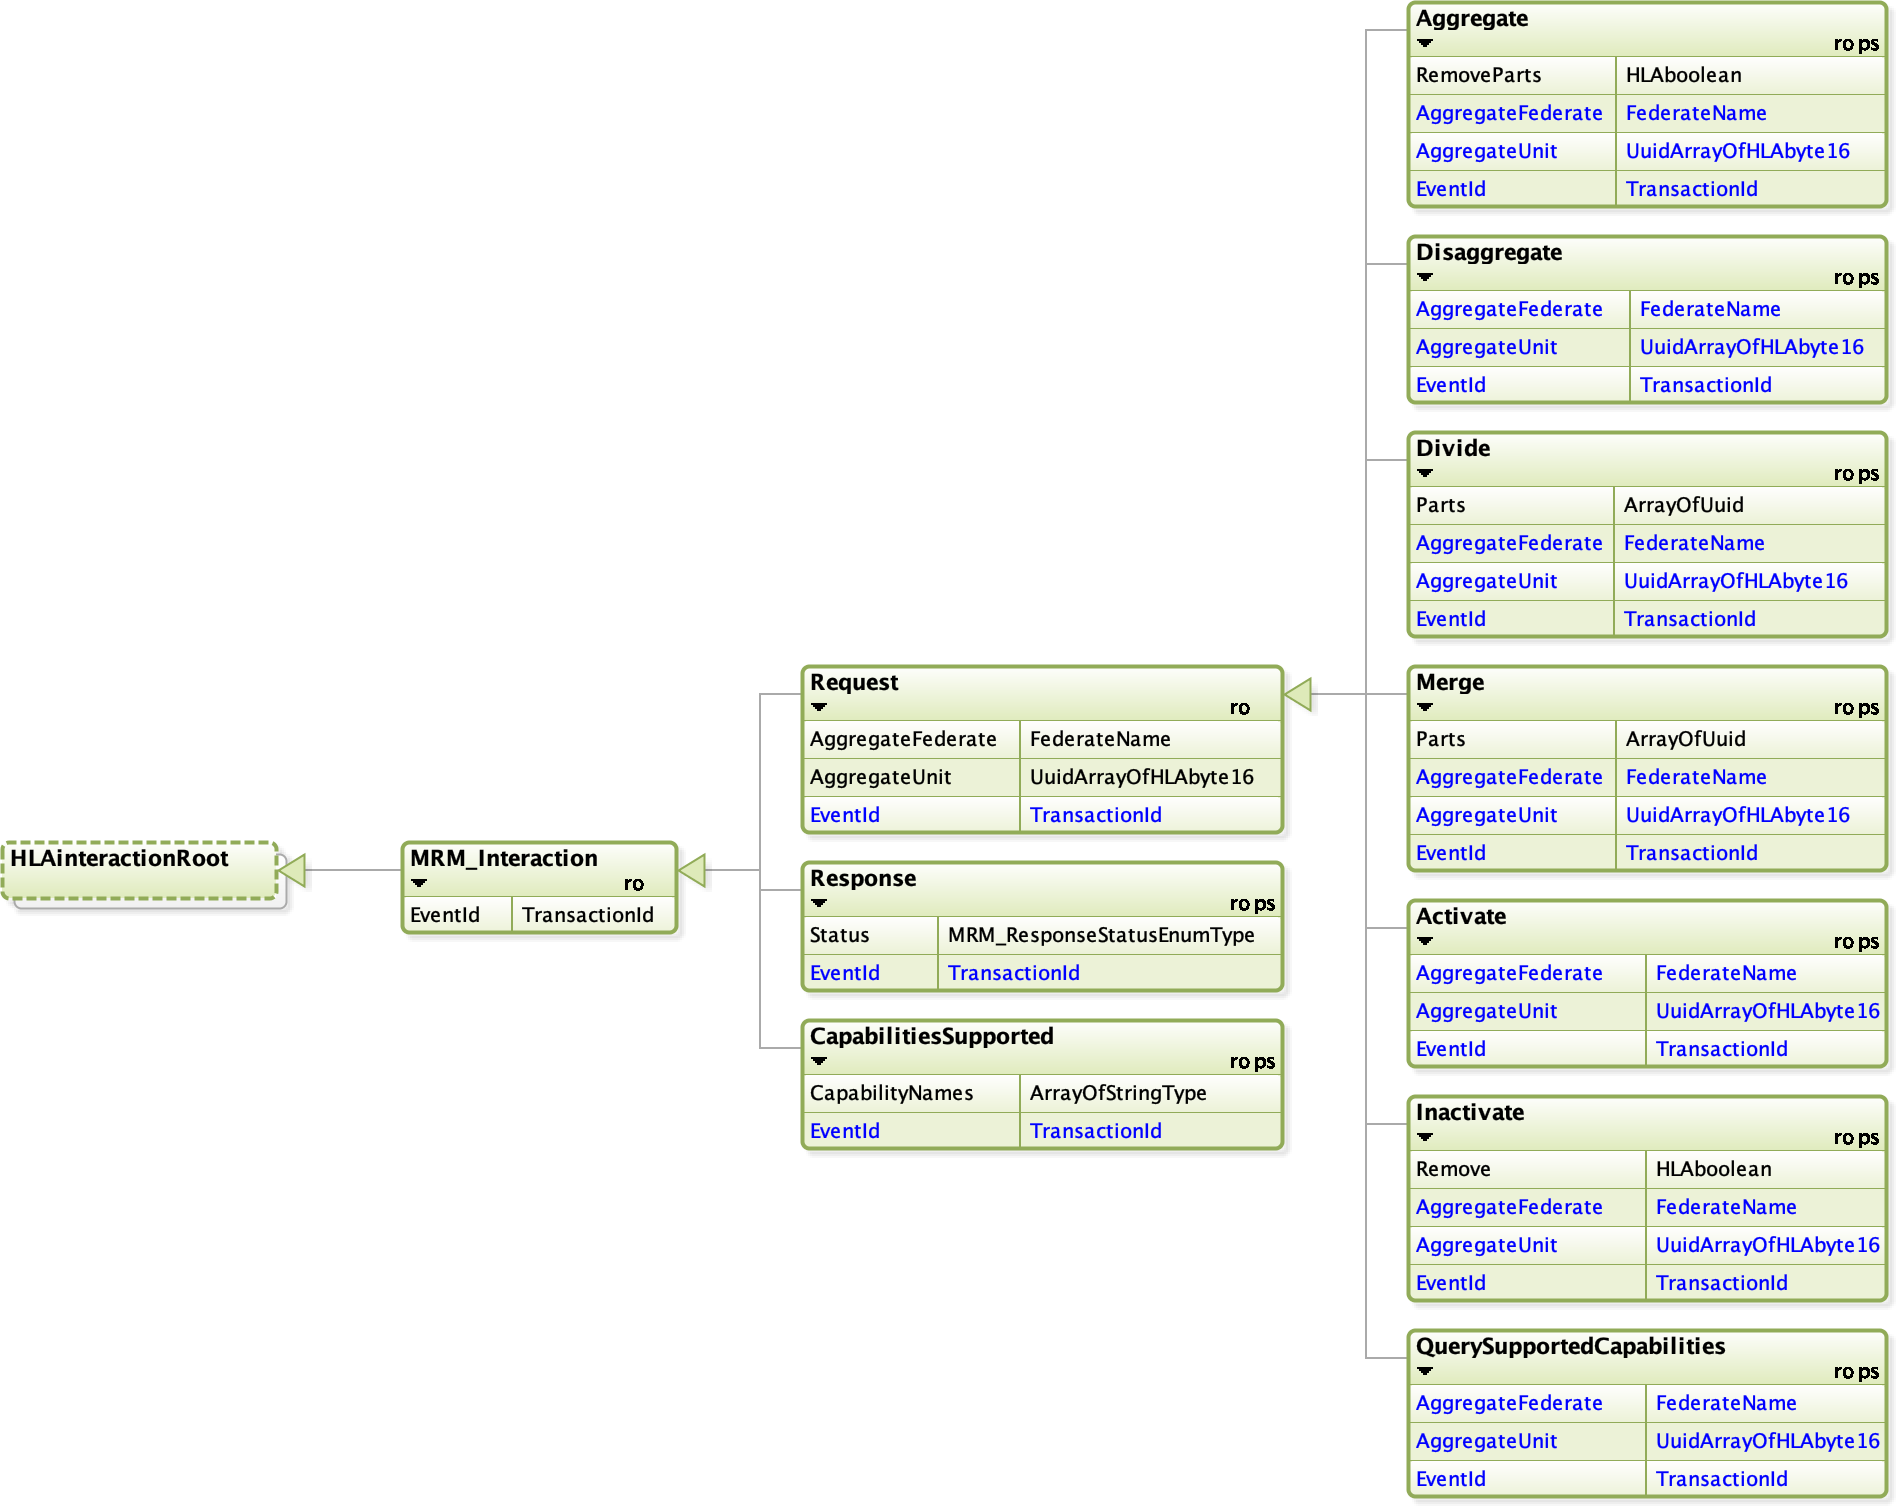 HLAinteractionRoot
MRM_Interaction
ro
EventId TransactionId
Request
ro
AggregateFederate FederateName
AggregateUnit UuidArrayOfHLAbyte16
EventId TransactionId
Response
ro ps
Status MRM_ResponseStatusEnumType
EventId TransactionId
CapabilitiesSupported
ro ps
CapabilityNames ArrayOfStringType
EventId TransactionId
Aggregate
ro ps
RemoveParts HLAboolean
AggregateFederate FederateName
AggregateUnit UuidArrayOfHLAbyte16
EventId TransactionId
Disaggregate
ro ps
AggregateFederate FederateName
AggregateUnit UuidArrayOfHLAbyte16
EventId TransactionId
Divide
ro ps
Parts ArrayOfUuid
AggregateFederate FederateName
AggregateUnit UuidArrayOfHLAbyte16
EventId TransactionId
Merge
ro ps
Parts ArrayOfUuid
AggregateFederate FederateName
AggregateUnit UuidArrayOfHLAbyte16
EventId TransactionId
Activate
ro ps
AggregateFederate FederateName
AggregateUnit UuidArrayOfHLAbyte16
EventId TransactionId
Inactivate
ro ps
Remove HLAboolean
AggregateFederate FederateName
AggregateUnit UuidArrayOfHLAbyte16
EventId TransactionId
QuerySupportedCapabilities
ro ps
AggregateFederate FederateName
AggregateUnit UuidArrayOfHLAbyte16
EventId TransactionId